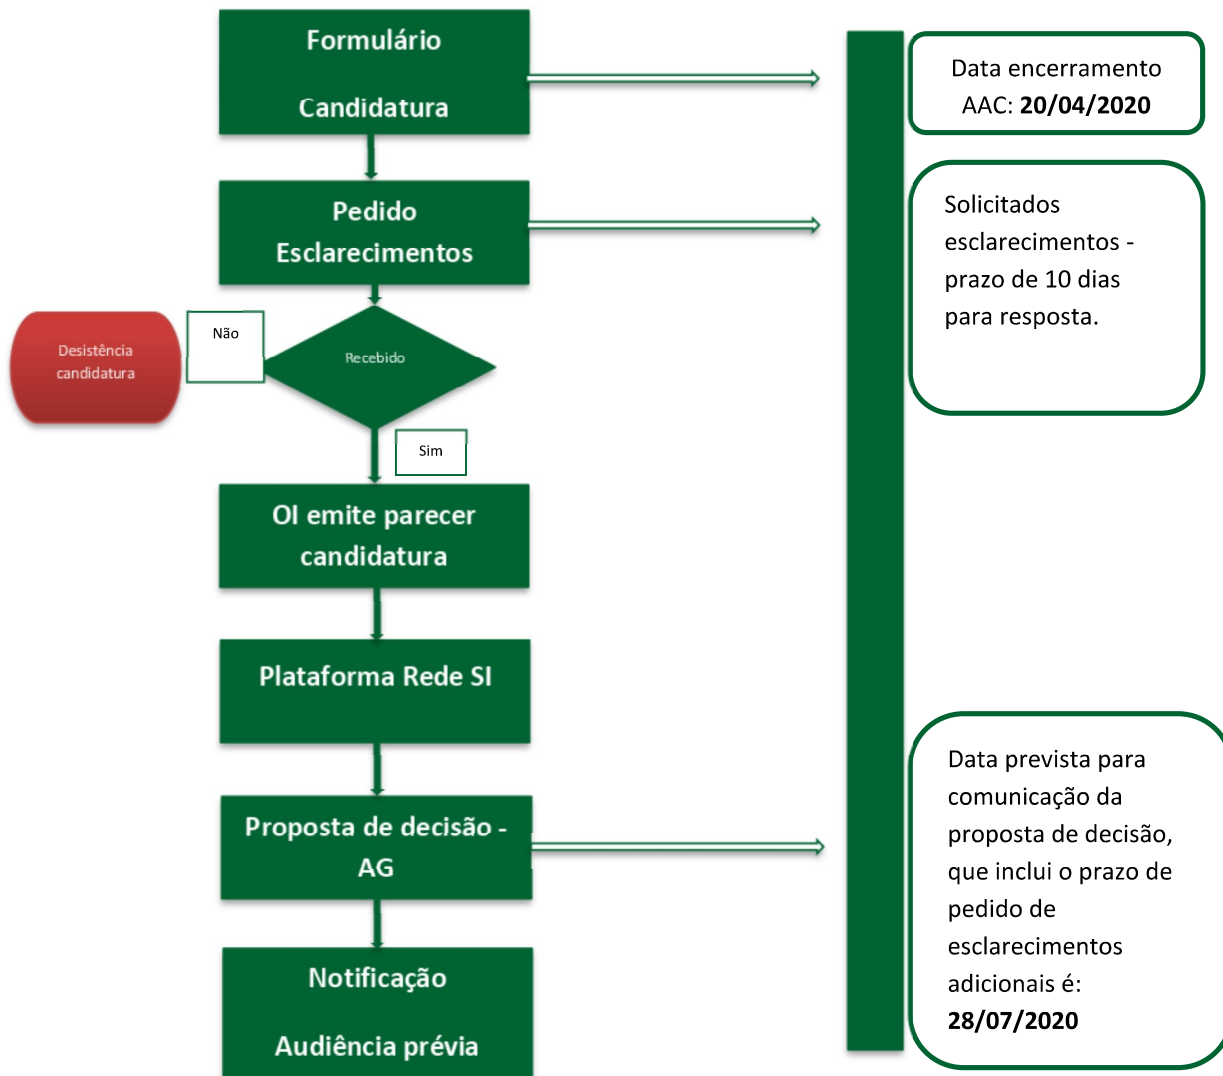 Formulário
Candidatura
Data encerramento
AAC: 20/04/2020
Pedido
Esclarecimentos
Solicitados
esclarecimentos -
prazo de 10 dias
para resposta.
Não
Desistência
candidatura
Recebido
Sim
OI emite parecer
candidatura
Plataforma Rede SI
Proposta de decisão -
AG
Data prevista para
comunicação da
proposta de decisão,
que inclui o prazo de
pedido de
esclarecimentos
adicionais é:
28/07/2020
Notificação
Audiência prévia